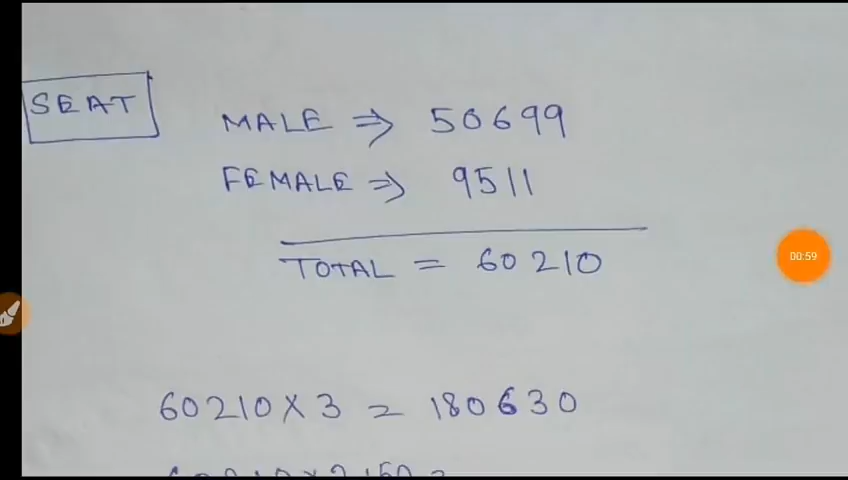 SEAT
MALE ⇒ 50699
FEMALE ⇒ 9511
TOTAL = 60210
00:59
60210 X 3 = 180630